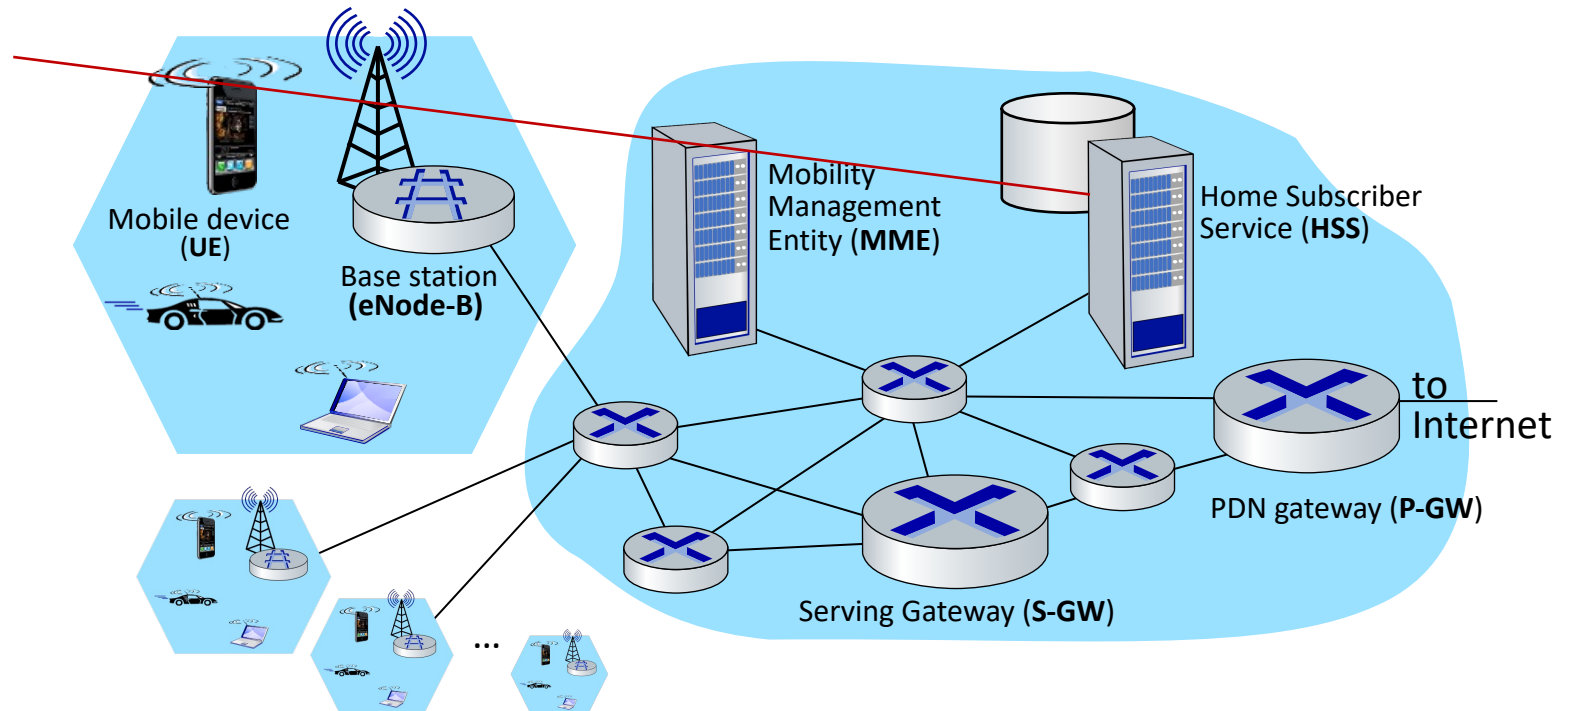 Mobile device
(UE)
Base station
(eNode-B)
Mobility
Management
Entity (MME)
Home Subscriber
Service (HSS)
to
Internet
PDN gateway (P-GW)
Serving Gateway (S-GW)
...